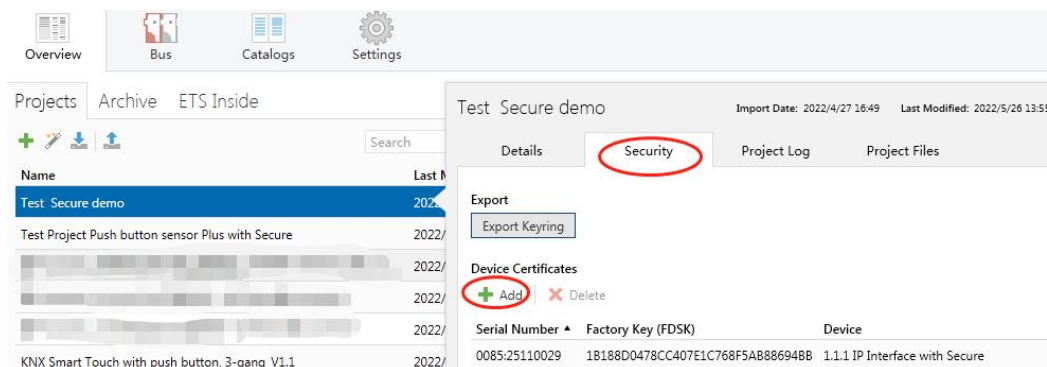 Overview Bus Catalogs Settings
Projects Archive ETS Inside
Search
Name Last M
Test Secure demo 202
Test Project Push button sensor Plus with Secure 2022/
2022/
2022/
2022/
KNX Smart Touch with push button, 3-gang V1.1 2022/
Test Secure demo Import Date: 2022/4/27 16:49 Last Modified: 2022/5/26 13:55
Details Security Project Log Project Files
Export
Export Keyring
Device Certificates
Add Delete
Serial Number Factory Key (FDSK) Device
0085:25110029 1B188D0478CC407E1C768F5AB88694BB 1.1.1 IP Interface with Secure